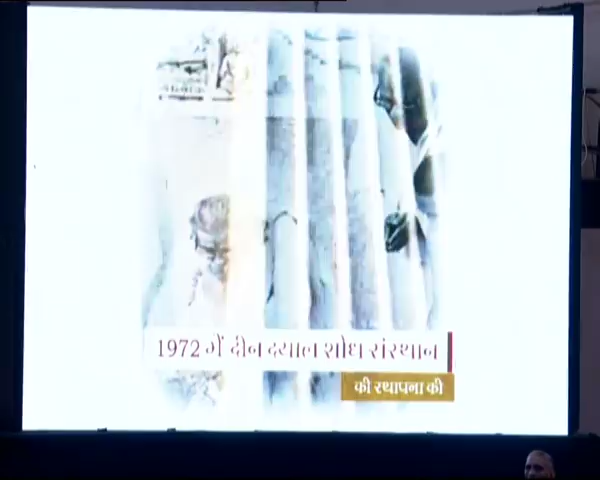 1972 में दीन दयाल शोध संस्थान
की स्थापना की